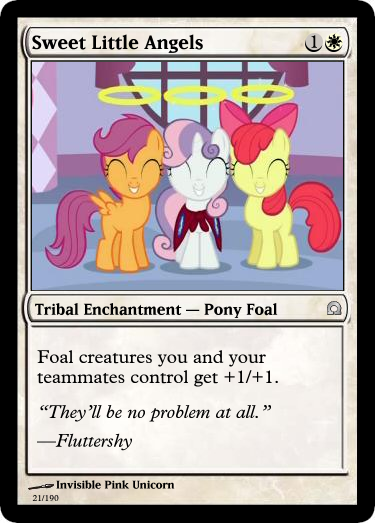 Sweet Little Angels 1
Tribal Enchantment — Pony Foal
Foal creatures you and your
teammates control get +1/+1.
“They’ll be no problem at all.”
—Fluttershy
Invisible Pink Unicorn
21/190